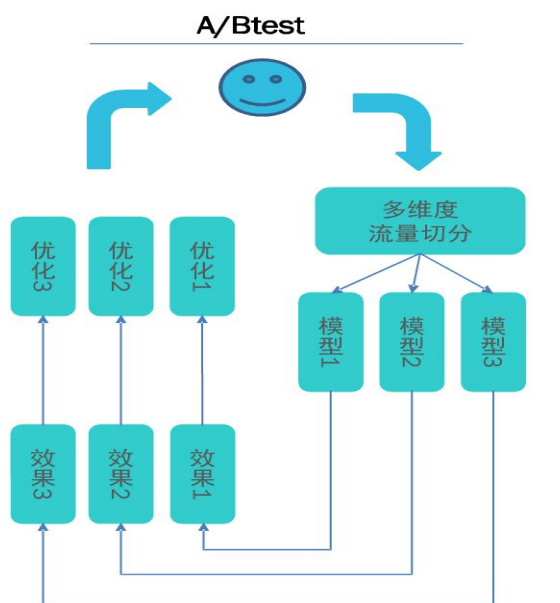 A/Btest
多维度
流量切分
优化3
优化2
优化1
模型1
模型2
模型3
效果3
效果2
效果1